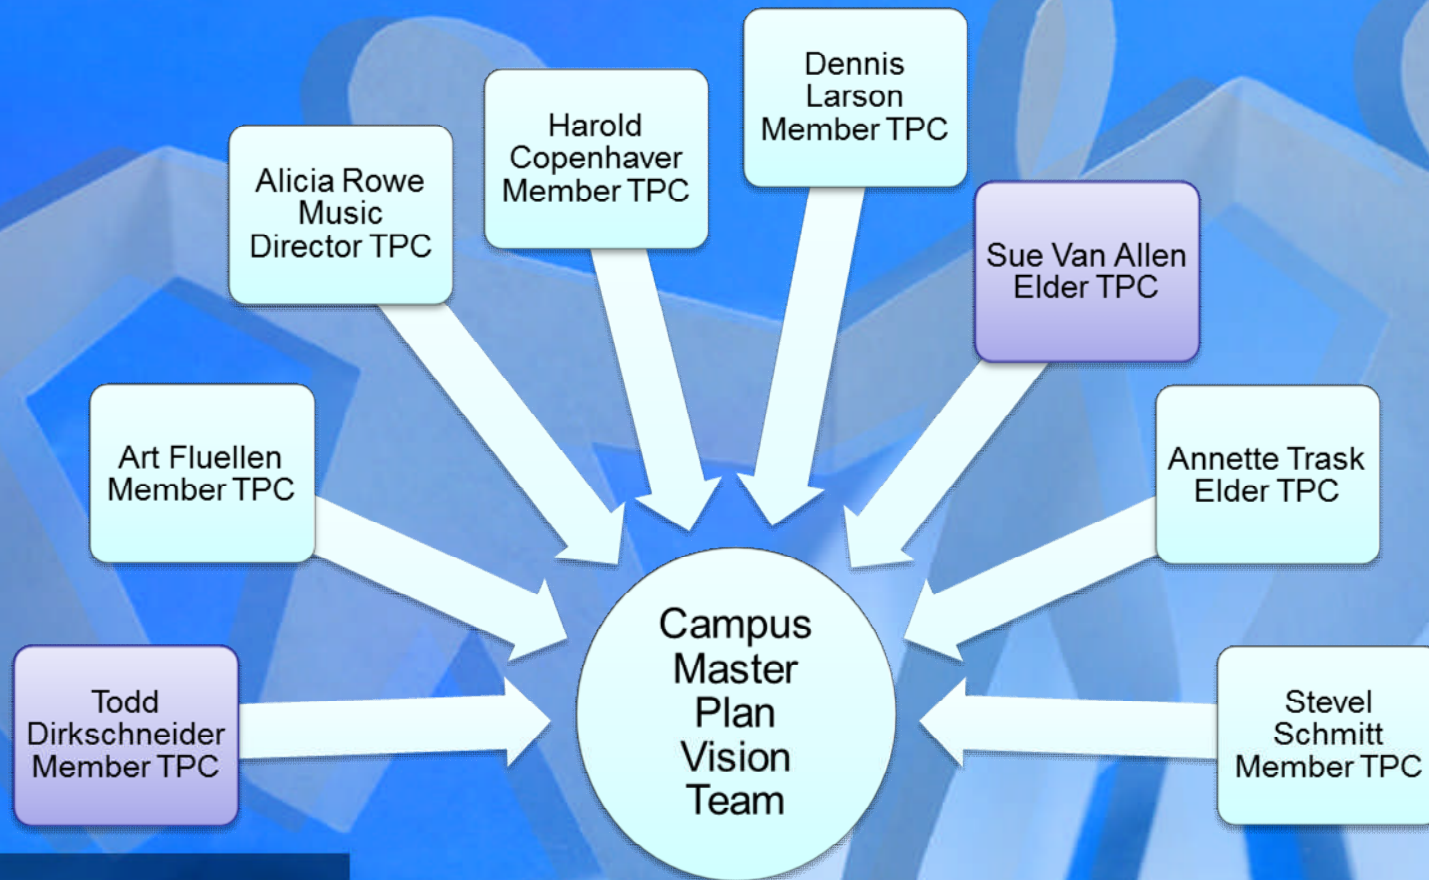 Dennis
Larson
Member TPC
Harold
Copenhaver
Member TPC
Alicia Rowe
Music
Director TPC
Sue Van Allen
Elder TPC
Art Fluellen
Member TPC
Annette Trask
Elder TPC
Todd
Dirkschneider
Member TPC
Campus
Master
Plan
Vision
Team
Stevel
Schmitt
Member TPC